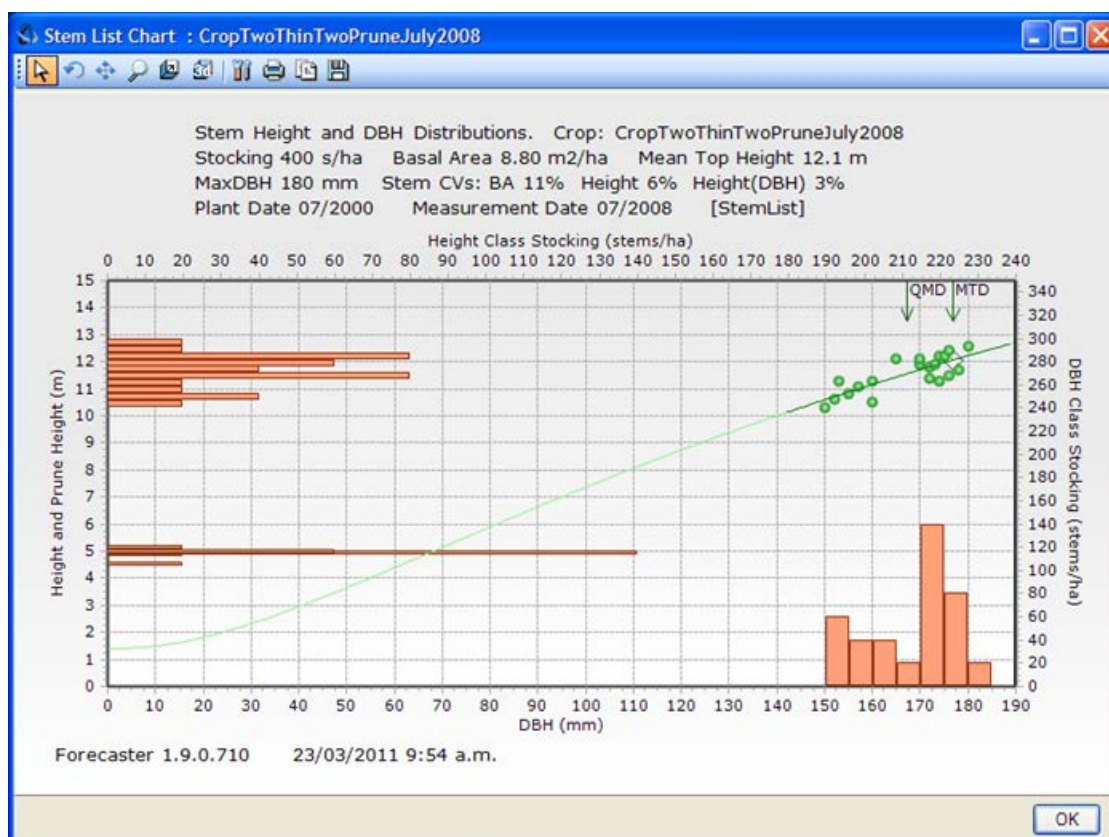 Stem List Chart : CropTwoThinTwoPruneJuly2008
Stem Height and DBH Distributions. Crop: CropTwoThinTwoPruneJuly2008
Stocking 400 s/ha Basal Area 8.80 m2/ha Mean Top Height 12.1 m
MaxDBH 180 mm Stem CVs: BA 11% Height 6% Height(DBH) 3%
Plant Date 07/2000 Measurement Date 07/2008 [StemList]
Height Class Stocking (stems/ha)
0 10 20 30 40 50 60 70 80 90 100 110 120 130 140 150 160 170 180 190 200 210 220 230 240
QMD MTD
Height and Prune Height (m)
15
14
13
12
11
10
9
8
7
6
5
4
3
2
1
0
340
320
300
280
260
240
220
200
180
160
140
120
100
80
60
40
20
0
DBH Class Stocking (stems/ha)
0 10 20 30 40 50 60 70 80 90 100 110 120 130 140 150 160 170 180 190
DBH (mm)
Forecaster 1.9.0.710 23/03/2011 9:54 a.m.
OK